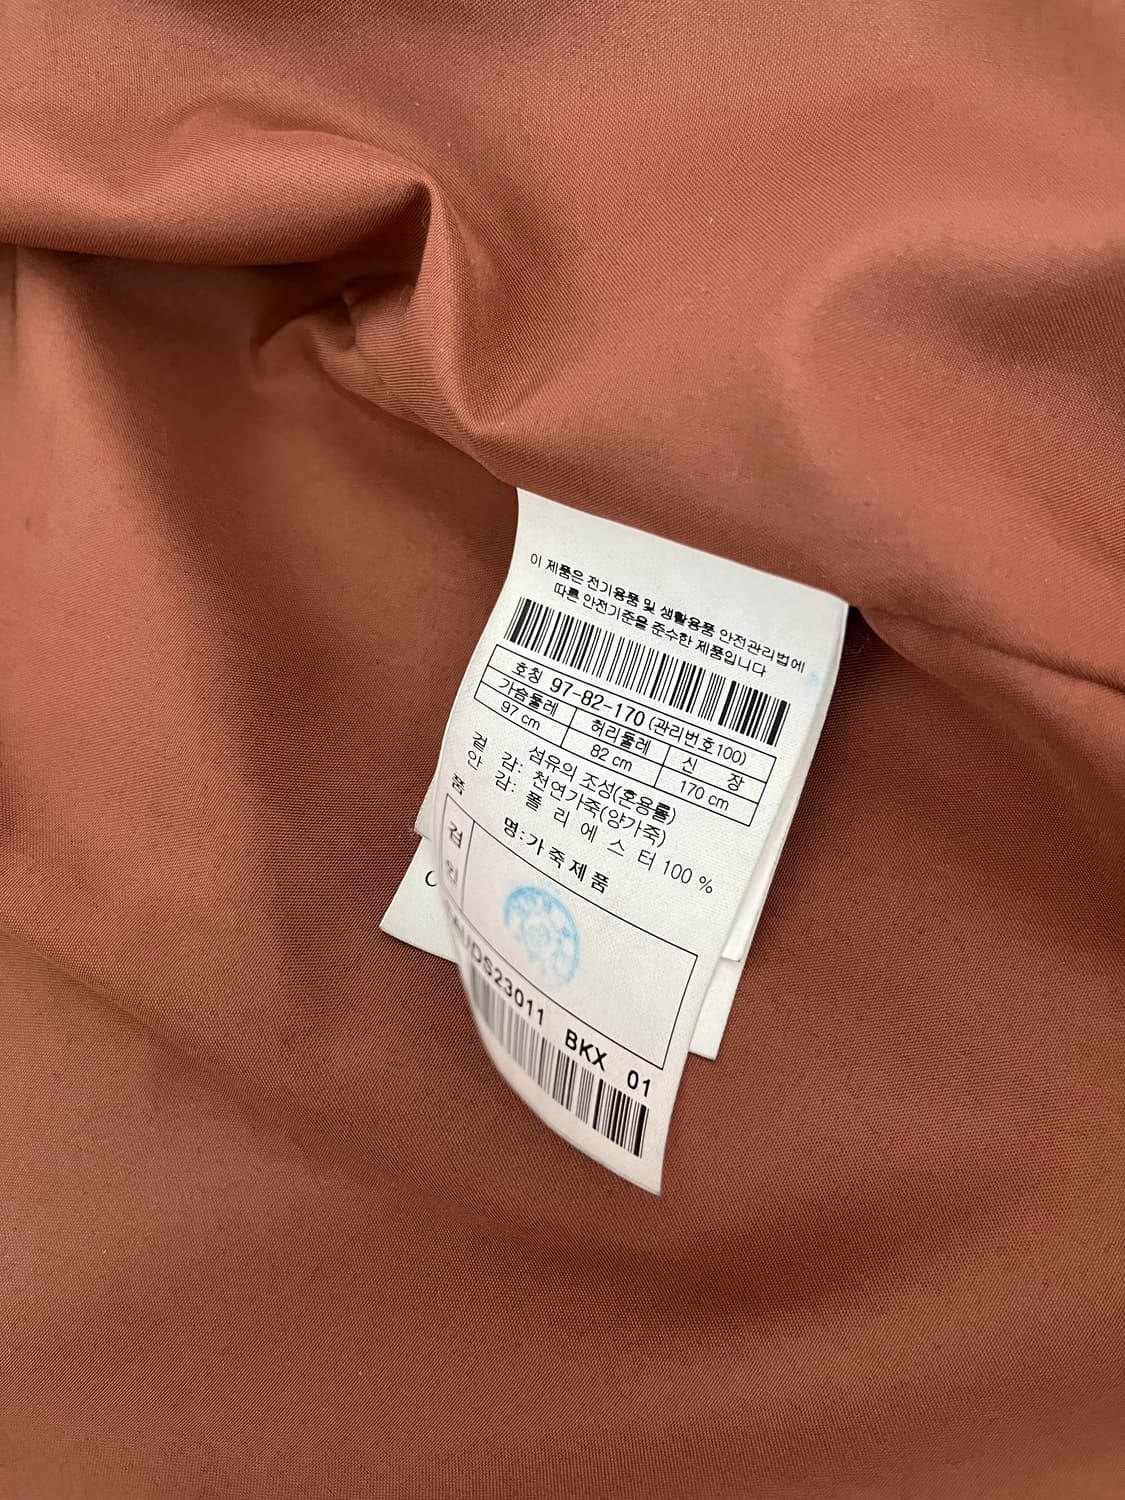 이 제품은 전기용품 및 생활용품 안전관리법에
따른 안전기준을 준수한 제품입니다
호칭 97-82-170 (관리번호100)
가슴둘레 허리둘레 신 장
97 cm 82 cm 170 cm
섬유의 조성(혼용률)
겉 감: 천연가죽(양가죽)
안 감: 폴 리 에 스 터 100 %
품 명: 가 죽 제 품
검
인
UDS23011 BKX 01